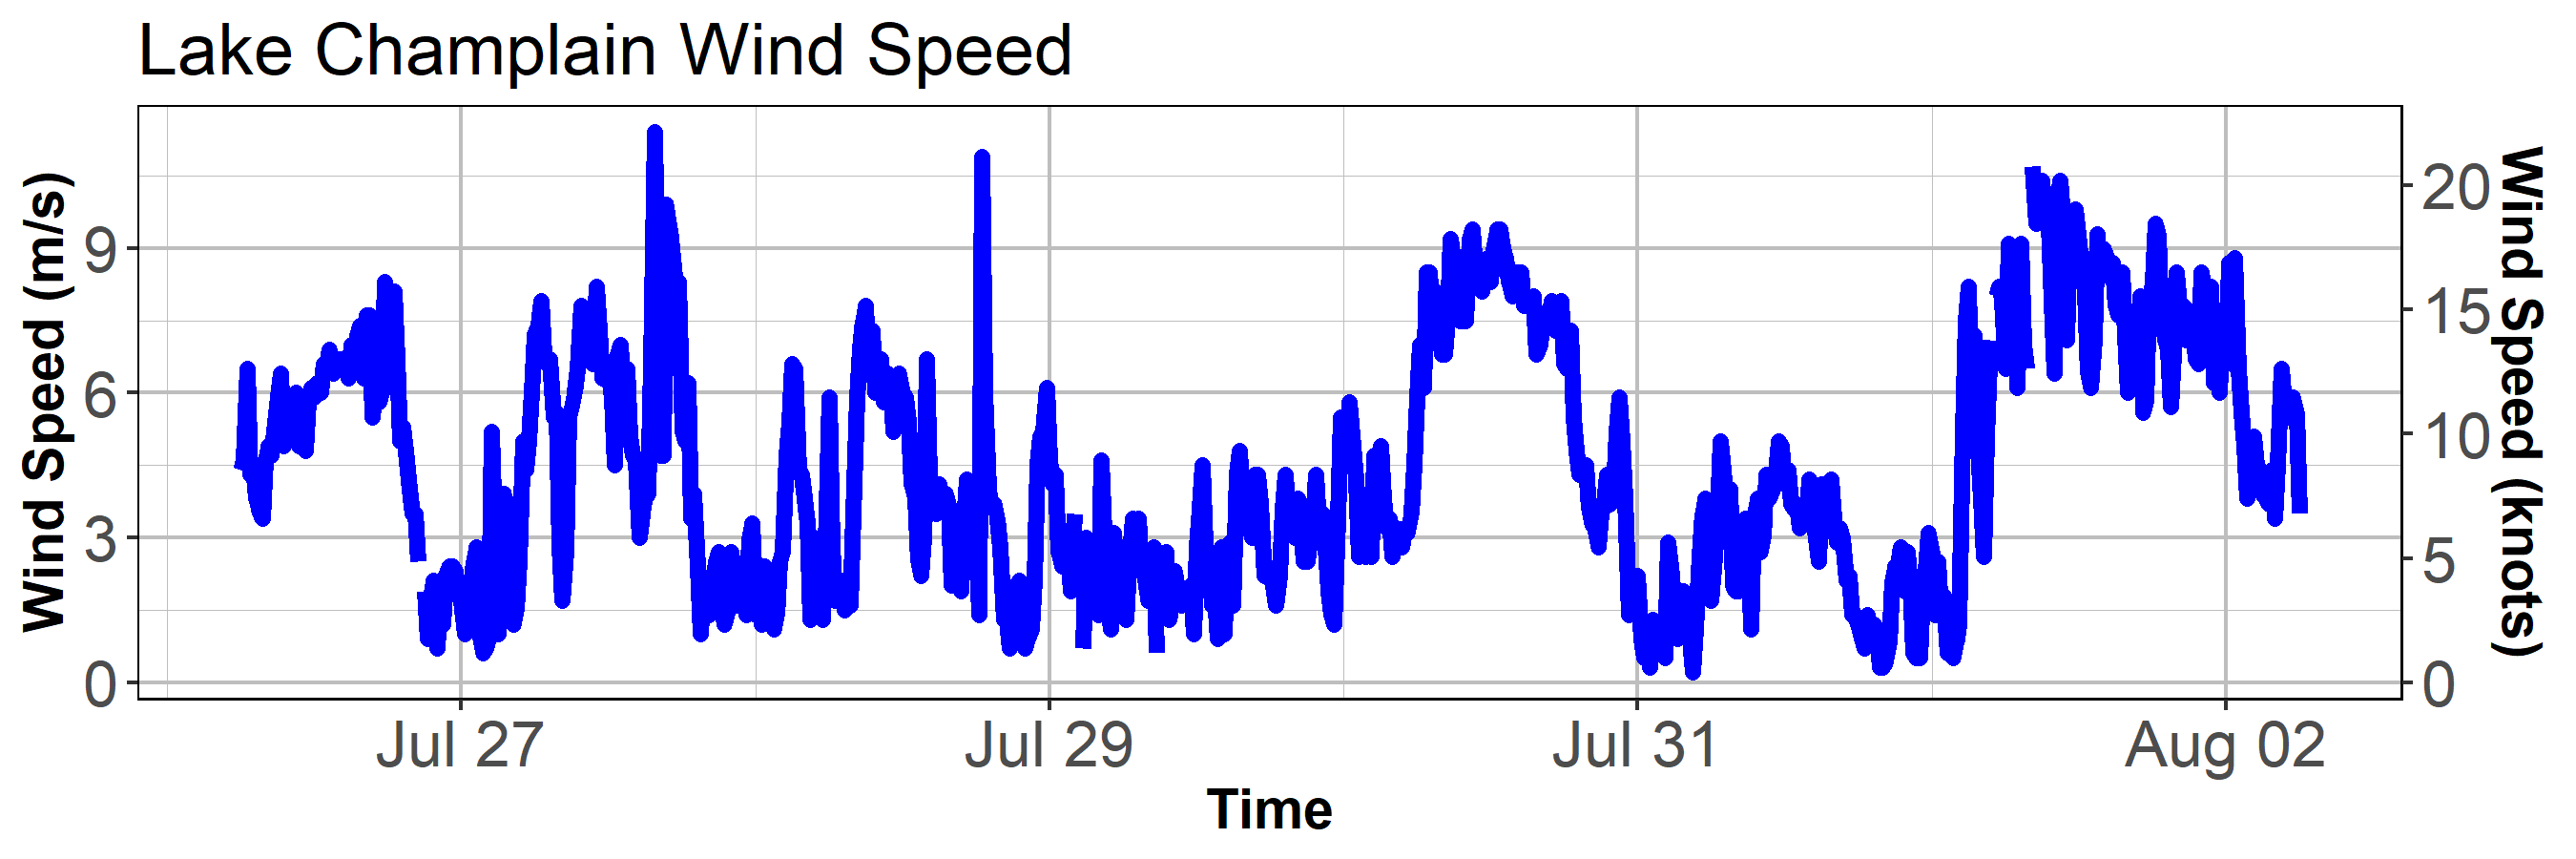 Lake Champlain Wind Speed
Wind Speed (m/s)
9
6
3
0
20
15
10
5
0
Wind Speed (knots)
Jul 27
Jul 29
Jul 31
Aug 02
Time